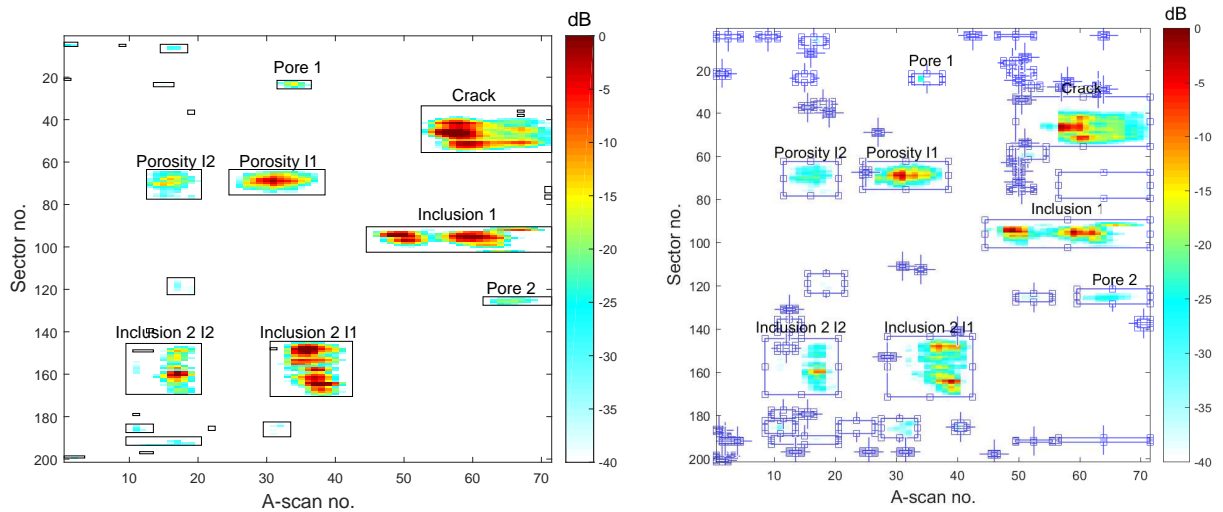 dB
0
-5
-10
-15
-20
-25
-30
-35
-40
20
40
60
80
100
120
140
160
180
200
10
20
30
40
50
60
70
Sector no.
A-scan no.
Pore 1
Crack
Porosity I2
Porosity I1
Inclusion 1
Pore 2
Inclusion 2 I2
Inclusion 2 I1
dB
0
-5
-10
-15
-20
-25
-30
-35
-40
20
40
60
80
100
120
140
160
180
200
10
20
30
40
50
60
70
Sector no.
A-scan no.
Pore 1
Crack
Porosity I2
Porosity I1
Inclusion 1
Pore 2
Inclusion 2 I2
Inclusion 2 I1